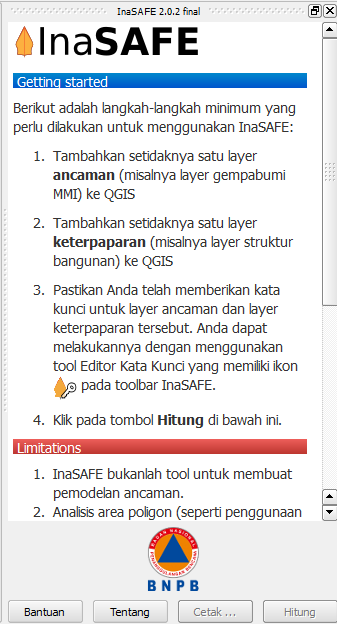 InaSAFE 2.0.2 final
InaSAFE
Getting started
Berikut adalah langkah-langkah minimum yang
perlu dilakukan untuk menggunakan InaSAFE:
1. Tambahkan setidaknya satu layer
ancaman (misalnya layer gempabumi
MMI) ke QGIS
2. Tambahkan setidaknya satu layer
keterpaparan (misalnya layer struktur
bangunan) ke QGIS
3. Pastikan Anda telah memberikan kata
kunci untuk layer ancaman dan layer
keterpaparan tersebut. Anda dapat
melakukannya dengan menggunakan
tool Editor Kata Kunci yang memiliki ikon
pada toolbar InaSAFE.
4. Klik pada tombol Hitung di bawah ini.
Limitations
1. InaSAFE bukanlah tool untuk membuat
pemodelan ancaman.
2. Analisis area poligon (seperti penggunaan
BADAN NASIONAL
PENANGGULANGAN BENCANA
BNPB
Bantuan Tentang Cetak ... Hitung